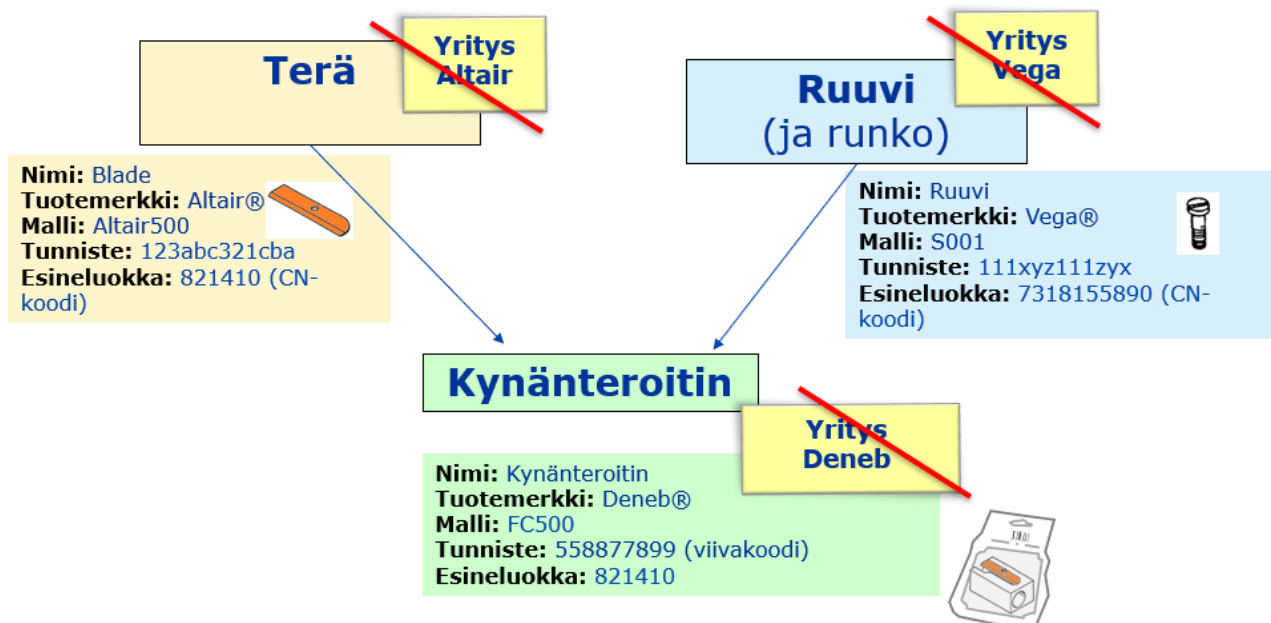 Terä
Yritys
Altair
Yritys
Vega
Ruuvi
(ja runko)
Nimi: Blade
Tuotemerkki: Altair®
Malli: Altair500
Tunniste: 123abc321cba
Esineluokka: 821410 (CN-
koodi)
Nimi: Ruuvi
Tuotemerkki: Vega®
Malli: S001
Tunniste: 111xyz111zyx
Esineluokka: 7318155890 (CN-
koodi)
Kynänteroitin
Yritys
Deneb
Nimi: Kynänteroitin
Tuotemerkki: Deneb®
Malli: FC500
Tunniste: 558877899 (viivakoodi)
Esineluokka: 821410